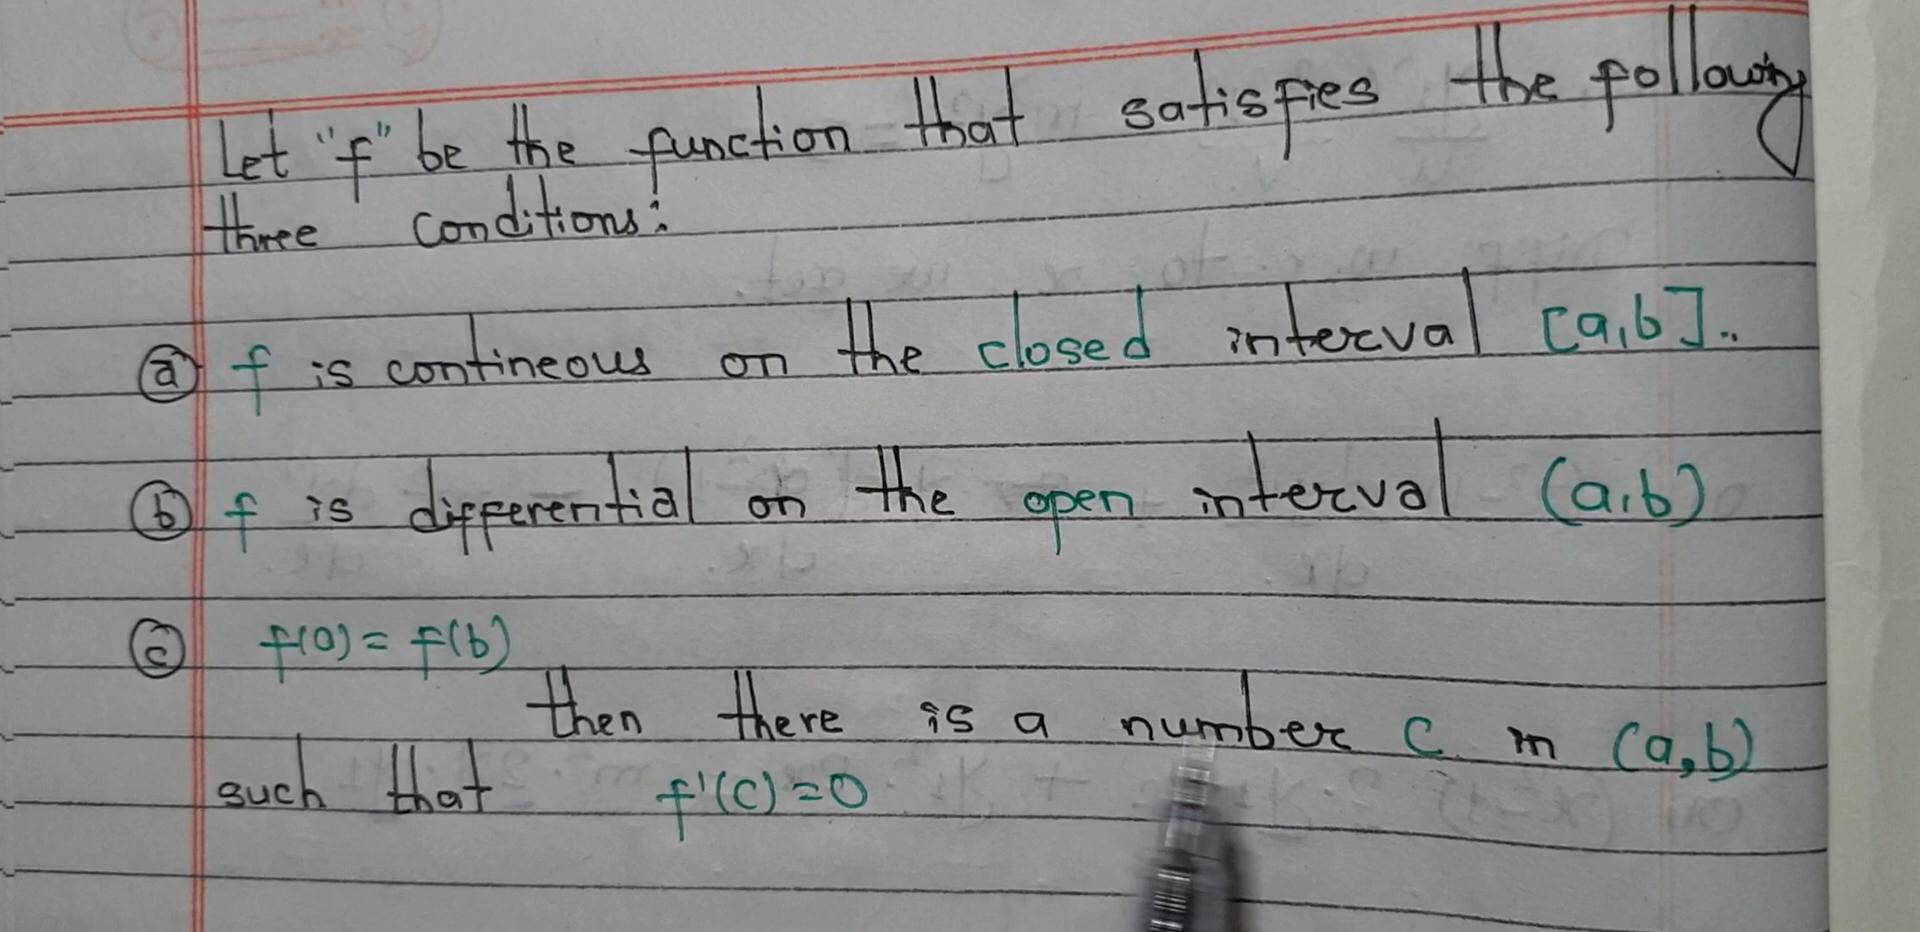 Let "f" be the function that satisfies the following
three conditions:
ⓐ f is contineous on the closed interval [a,b]..
ⓑ f is differential on the open interval (a,b)
ⓒ f(a) = f(b)
then there is a number c in (a,b)
such that f'(c)=0